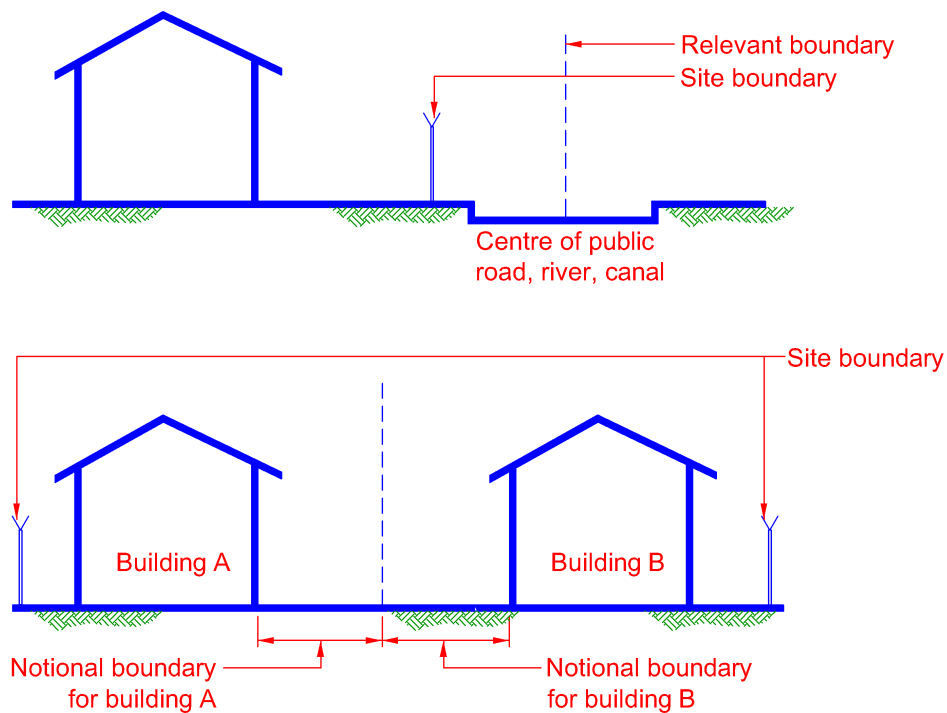 Relevant boundary
Site boundary
Centre of public
road, river, canal
Site boundary
Building A
Building B
Notional boundary
for building A
Notional boundary
for building B